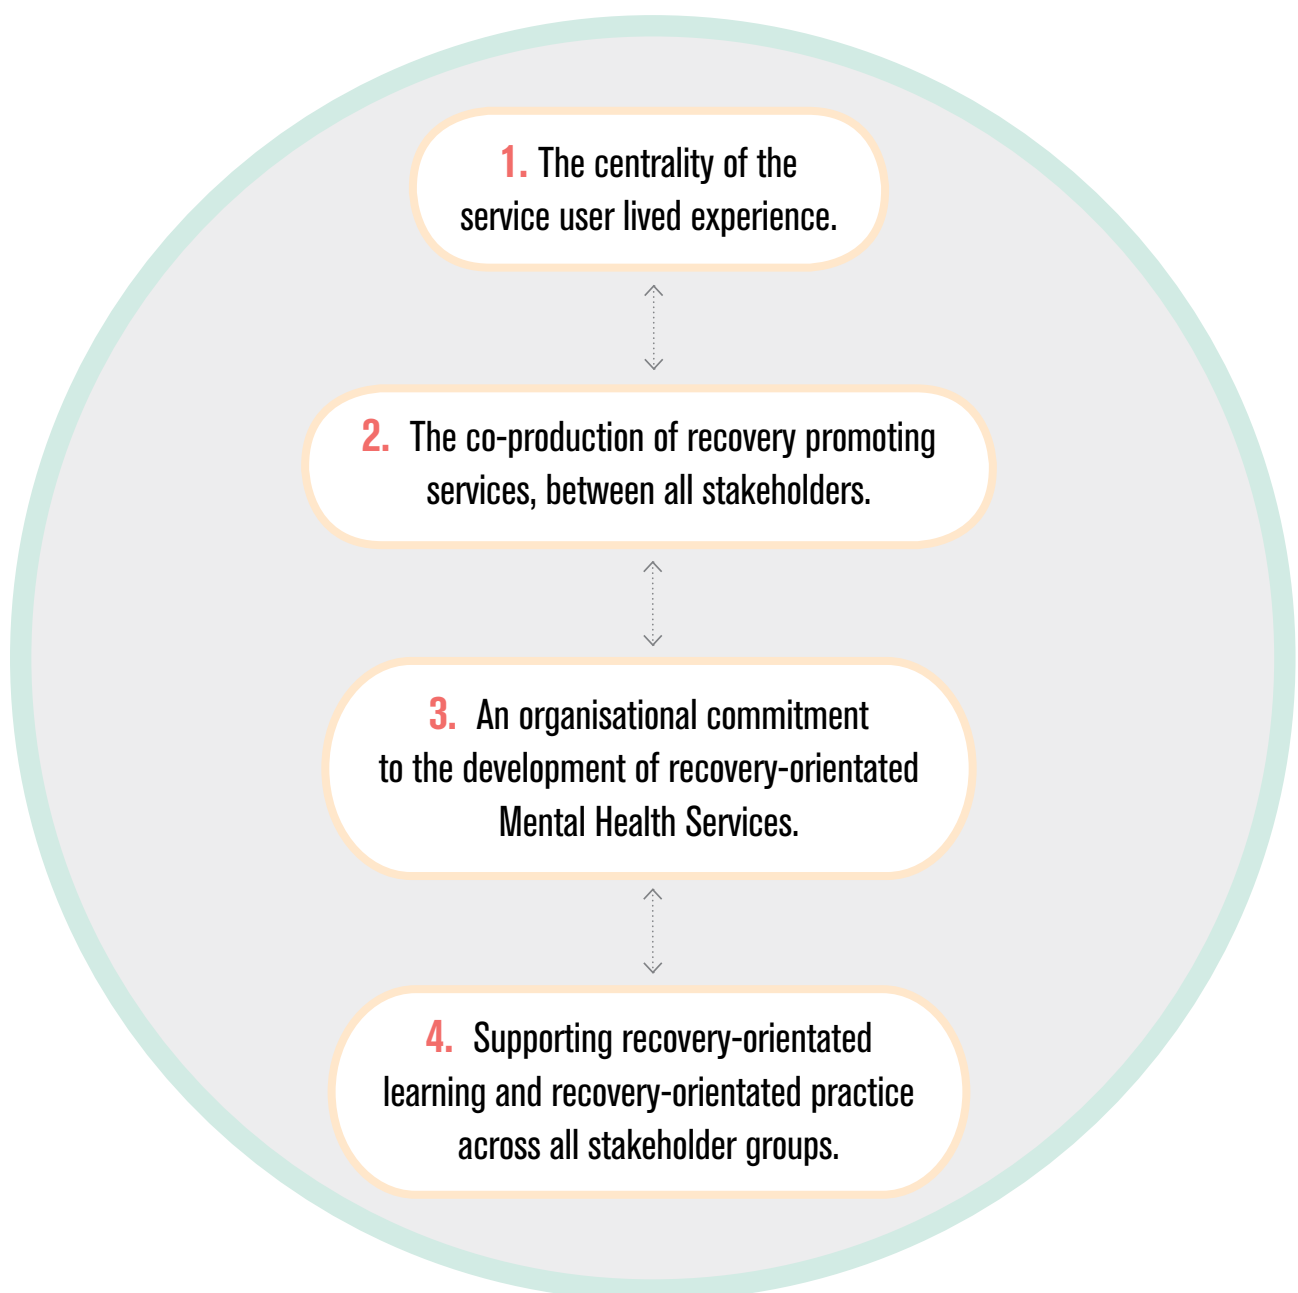 1. The centrality of the
service user lived experience.
2. The co-production of recovery promoting
services, between all stakeholders.
3. An organisational commitment
to the development of recovery-orientated
Mental Health Services.
4. Supporting recovery-orientated
learning and recovery-orientated practice
across all stakeholder groups.